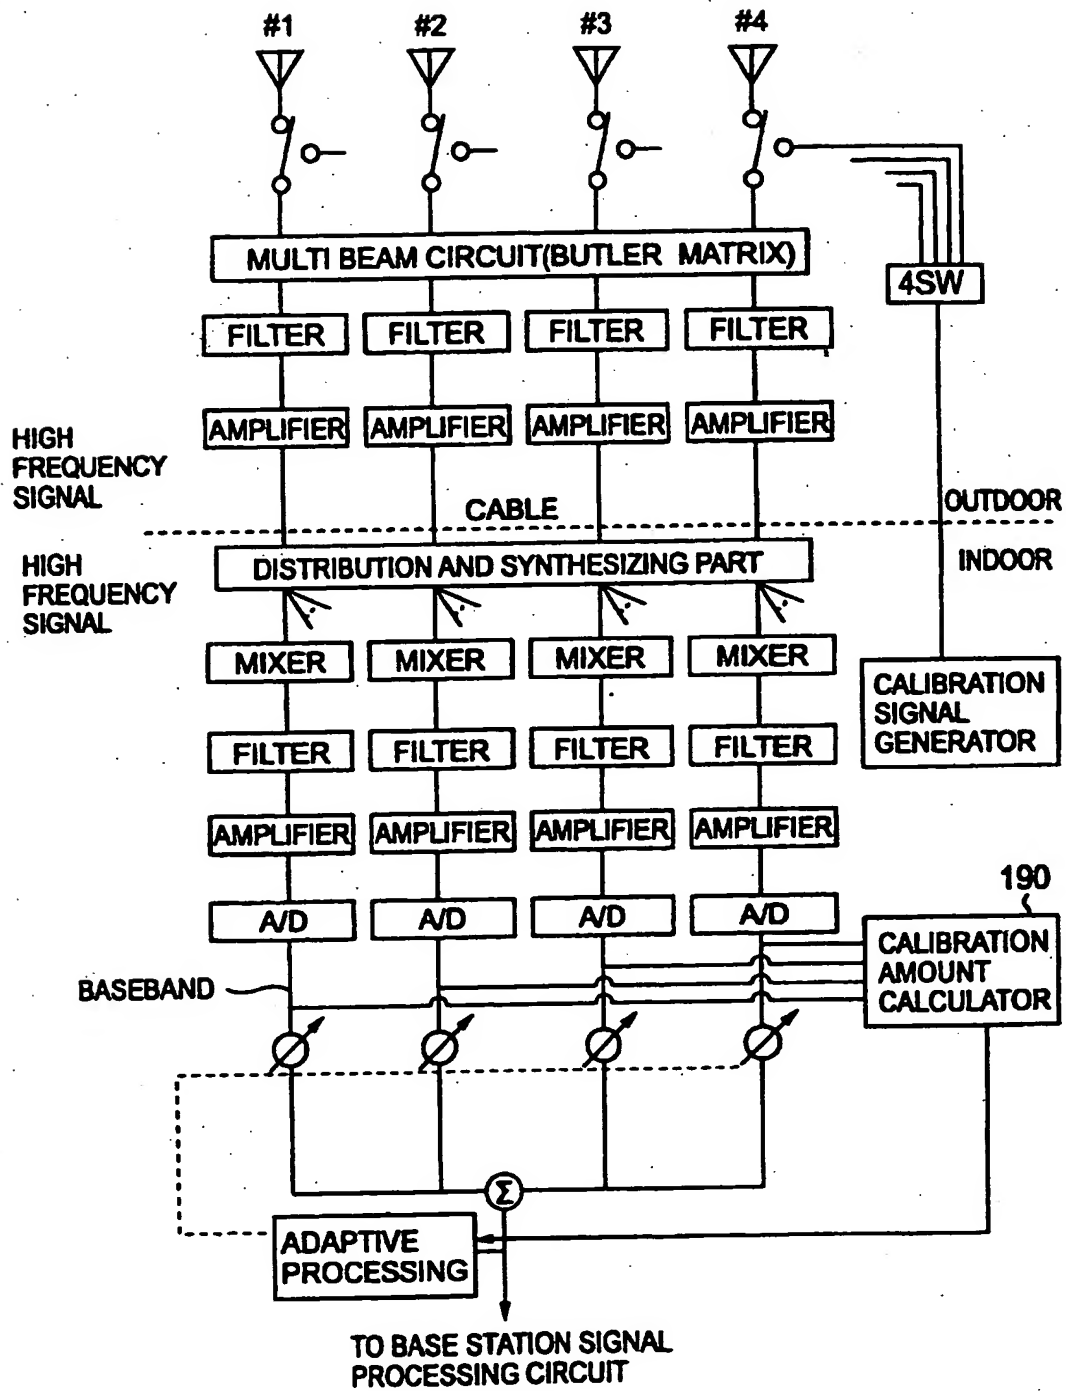 #1 #2 #3 #4
MULTI BEAM CIRCUIT(BUTLER MATRIX)
4SW
FILTER FILTER FILTER FILTER
AMPLIFIER AMPLIFIER AMPLIFIER AMPLIFIER
HIGH
FREQUENCY
SIGNAL
CABLE
OUTDOOR
INDOOR
HIGH
FREQUENCY
SIGNAL
DISTRIBUTION AND SYNTHESIZING PART
MIXER MIXER MIXER MIXER
CALIBRATION
SIGNAL
GENERATOR
FILTER FILTER FILTER FILTER
AMPLIFIER AMPLIFIER AMPLIFIER AMPLIFIER
A/D A/D A/D A/D
190
CALIBRATION
AMOUNT
CALCULATOR
BASEBAND
Σ
ADAPTIVE
PROCESSING
TO BASE STATION SIGNAL
PROCESSING CIRCUIT